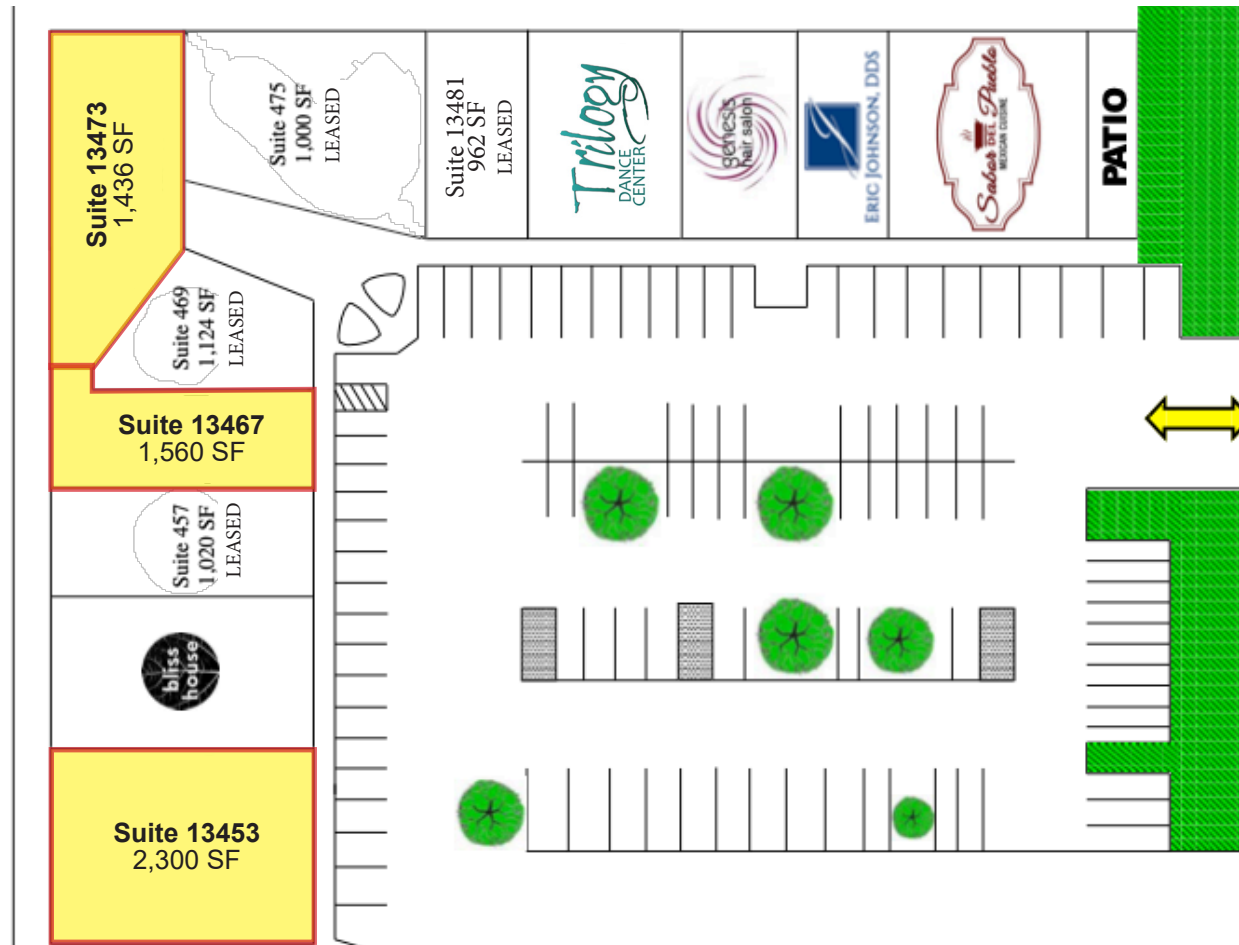 Suite 13473
1,436 SF
Suite 475
1,000 SF
LEASED
Suite 13481
962 SF
LEASED
Trilogy
DANCE
CENTER
genesis
hair salon
ERIC JOHNSON, DDS
Sabor DEL Pueblo
MEXICAN CUISINE
PATIO
Suite 469
1,124 SF
LEASED
Suite 13467
1,560 SF
Suite 457
1,020 SF
LEASED
bliss
house
Suite 13453
2,300 SF